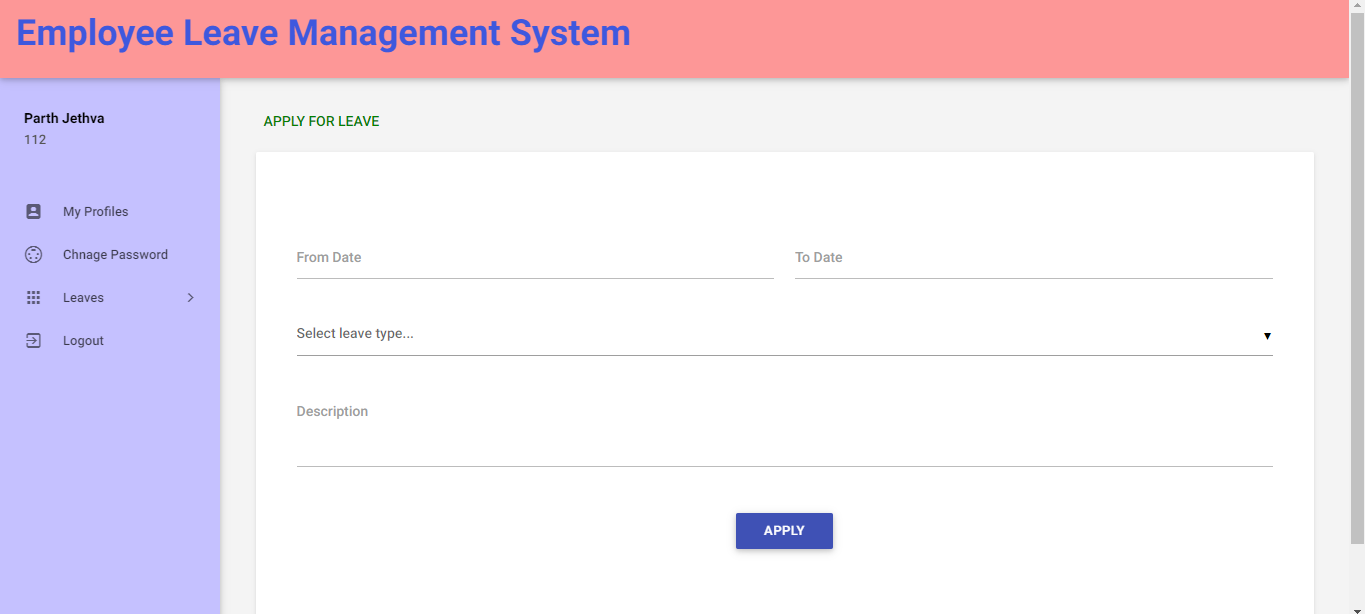 Employee Leave Management System
Parth Jethva
112
My Profiles
Chnage Password
Leaves
Logout
APPLY FOR LEAVE
From Date
To Date
Select leave type...
Description
APPLY